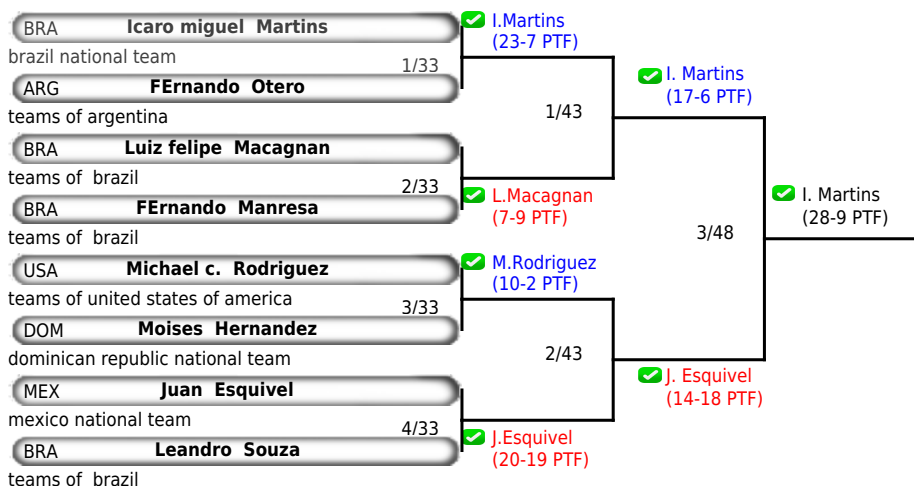 BRA Icaro miguel Martins
brazil national team
1/33
ARG FErnando Otero
teams of argentina
BRA Luiz felipe Macagnan
teams of brazil
2/33
BRA FErnando Manresa
teams of brazil
USA Michael c. Rodriguez
teams of united states of america
3/33
DOM Moises Hernandez
dominican republic national team
MEX Juan Esquivel
mexico national team
4/33
BRA Leandro Souza
teams of brazil
I.Martins
(23-7 PTF)
1/43
L.Macagnan
(7-9 PTF)
M.Rodriguez
(10-2 PTF)
2/43
J.Esquivel
(20-19 PTF)
I. Martins
(17-6 PTF)
3/48
J. Esquivel
(14-18 PTF)
I. Martins
(28-9 PTF)